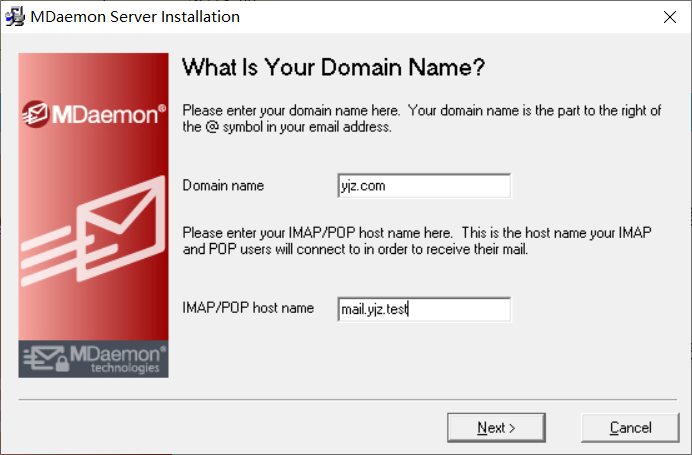 MDaemon Server Installation
What Is Your Domain Name?
MDaemon®
Please enter your domain name here.  Your domain name is the part to the right of
the @ symbol in your email address.
Domain name
yjz.com
Please enter your IMAP/POP host name here.  This is the host name your IMAP
and POP users will connect to in order to receive their mail.
IMAP/POP host name
mail.yjz.test
MDaemon®
technologies
Next >
Cancel